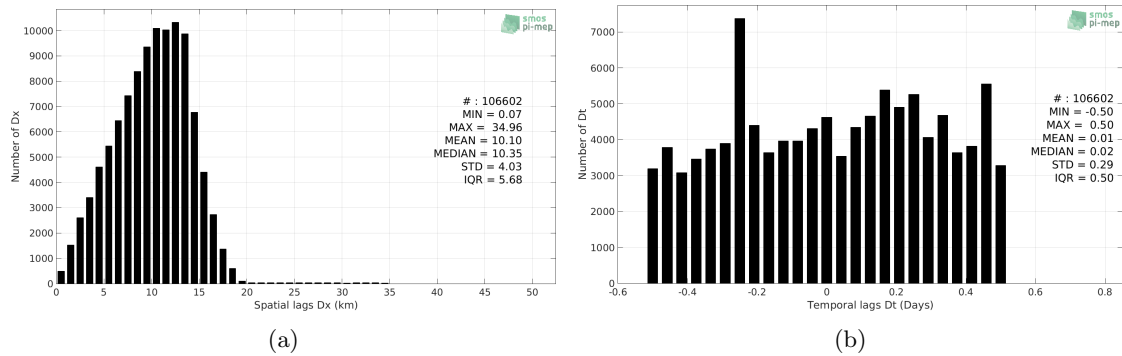 10000
9000
8000
7000
6000
5000
4000
3000
2000
1000
0
Number of Dx
smos
pi-mep
# : 106602
MIN = 0.07
MAX = 34.96
MEAN = 10.10
MEDIAN = 10.35
STD = 4.03
IQR = 5.68
0 5 10 15 20 25 30 35 40 45 50
Spatial lags Dx (km)
(a)
7000
6000
5000
4000
3000
2000
1000
0
Number of Dt
smos
pi-mep
# : 106602
MIN = -0.50
MAX = 0.50
MEAN = 0.01
MEDIAN = 0.02
STD = 0.29
IQR = 0.50
-0.6 -0.4 -0.2 0 0.2 0.4 0.6 0.8
Temporal lags Dt (Days)
(b)